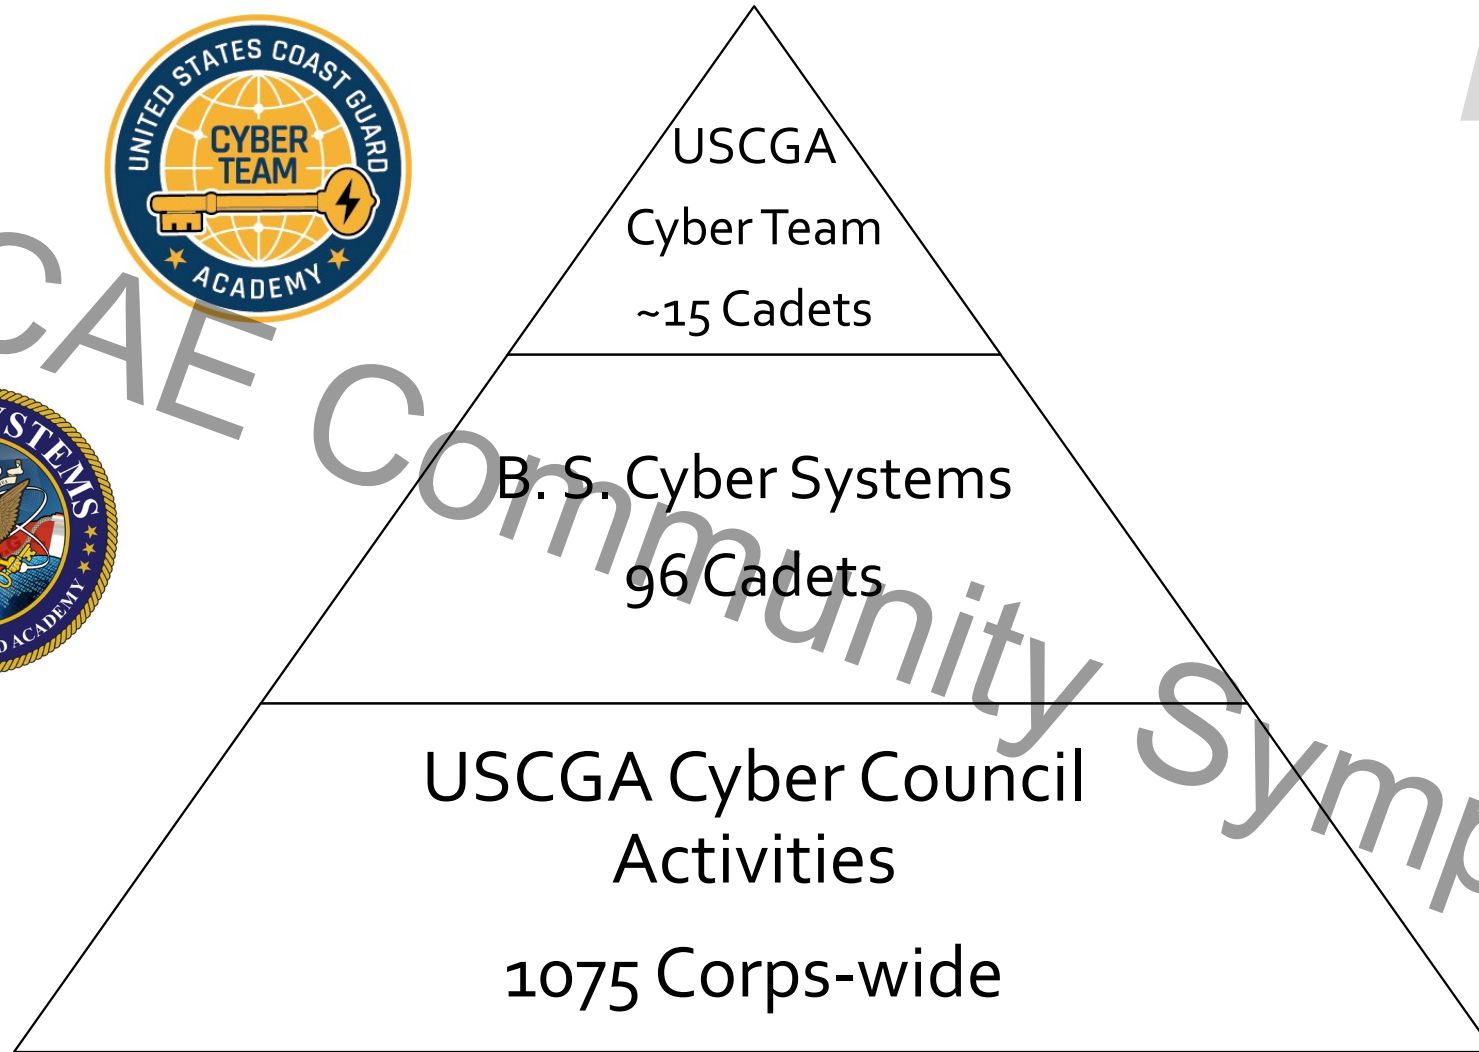 UNITED STATES COAST GUARD
CYBER
TEAM
ACADEMY
USCGA
Cyber Team
~15 Cadets
B. S. Cyber Systems
96 Cadets
USCGA Cyber Council
Activities
1075 Corps-wide
CAE Community
ACADEMY